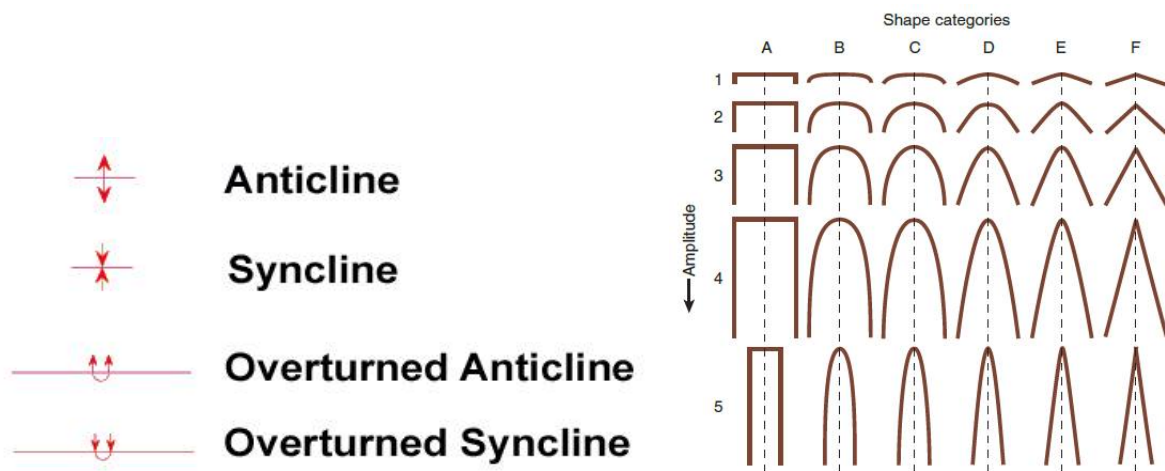 Anticline
Syncline
Overturned Anticline
Overturned Syncline
Shape categories
A B C D E F
1
2
3
4
5
Amplitude